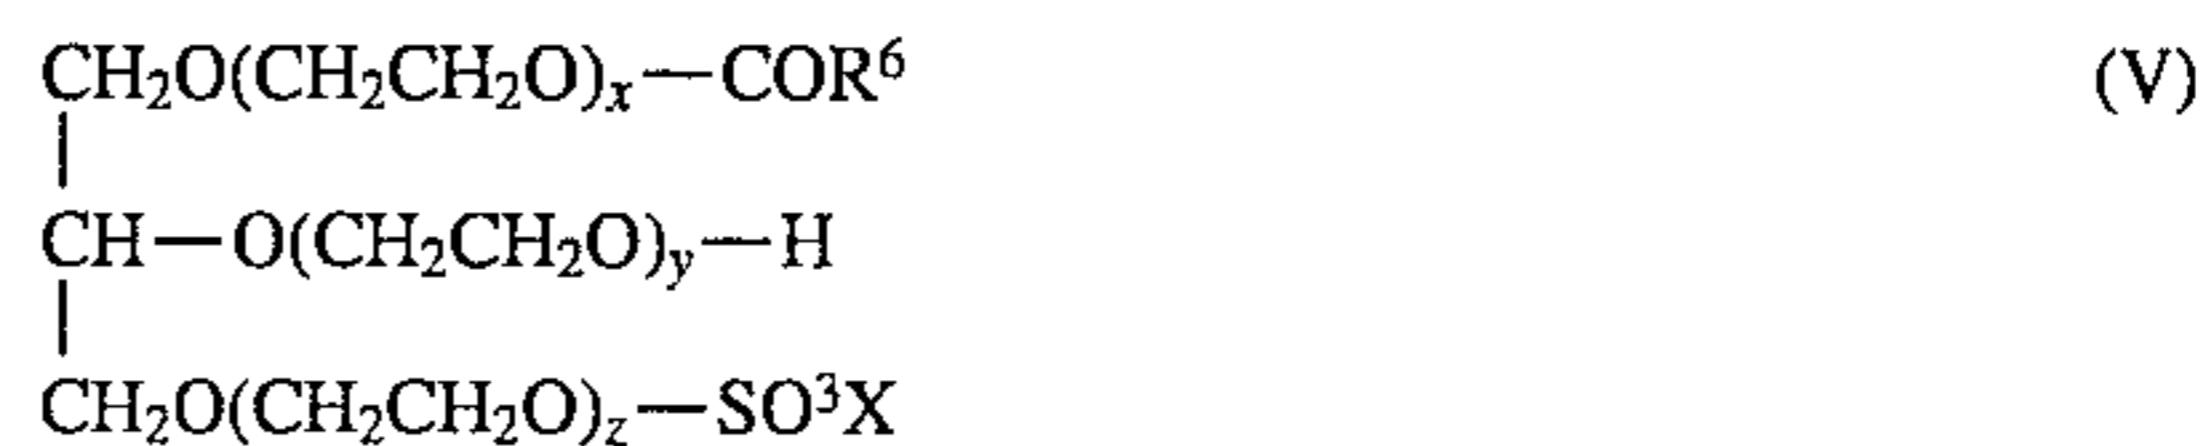 CH₂O(CH₂CH₂O)ₓ—COR⁶ (V)
CH—O(CH₂CH₂O)ᵧ—H
CH₂O(CH₂CH₂O)z—SO³X